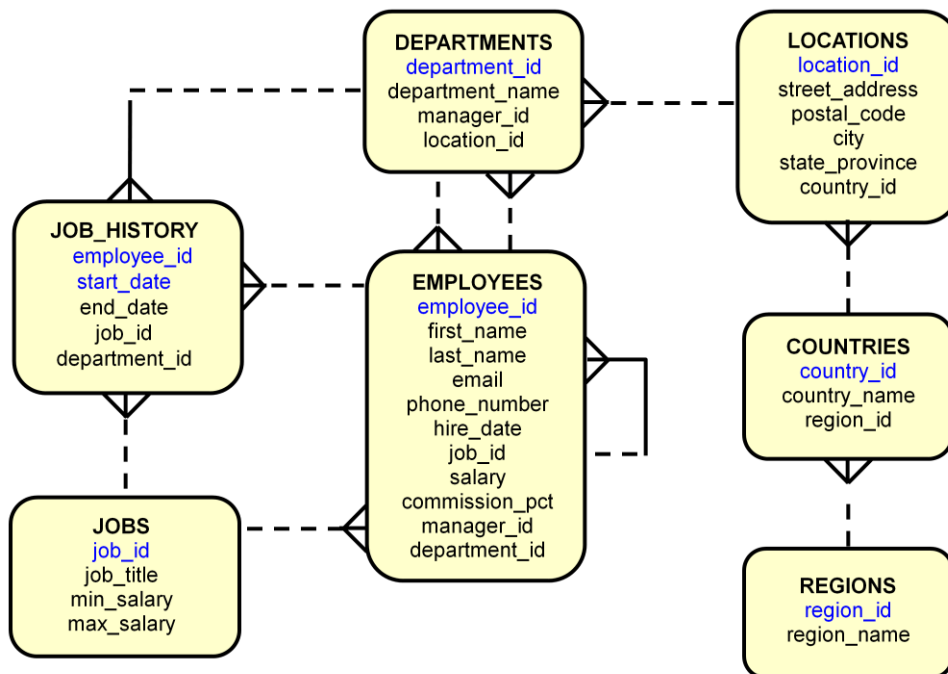 DEPARTMENTS
department_id
department_name
manager_id
location_id
LOCATIONS
location_id
street_address
postal_code
city
state_province
country_id
JOB_HISTORY
employee_id
start_date
end_date
job_id
department_id
EMPLOYEES
employee_id
first_name
last_name
email
phone_number
hire_date
job_id
salary
commission_pct
manager_id
department_id
COUNTRIES
country_id
country_name
region_id
JOBS
job_id
job_title
min_salary
max_salary
REGIONS
region_id
region_name